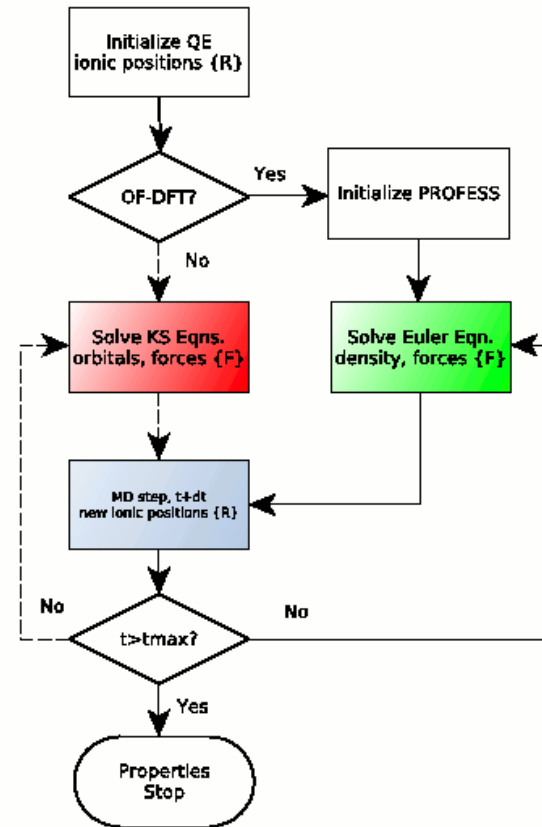 Initialize QE
ionic positions {R}
OF-DFT?
Yes
Initialize PROFESS
No
Solve KS Eqns.
orbitals, forces {F}
Solve Euler Eqn.
density, forces {F}
MD step, t+dt
new ionic positions {R}
No
t>tmax?
No
Yes
Properties
Stop